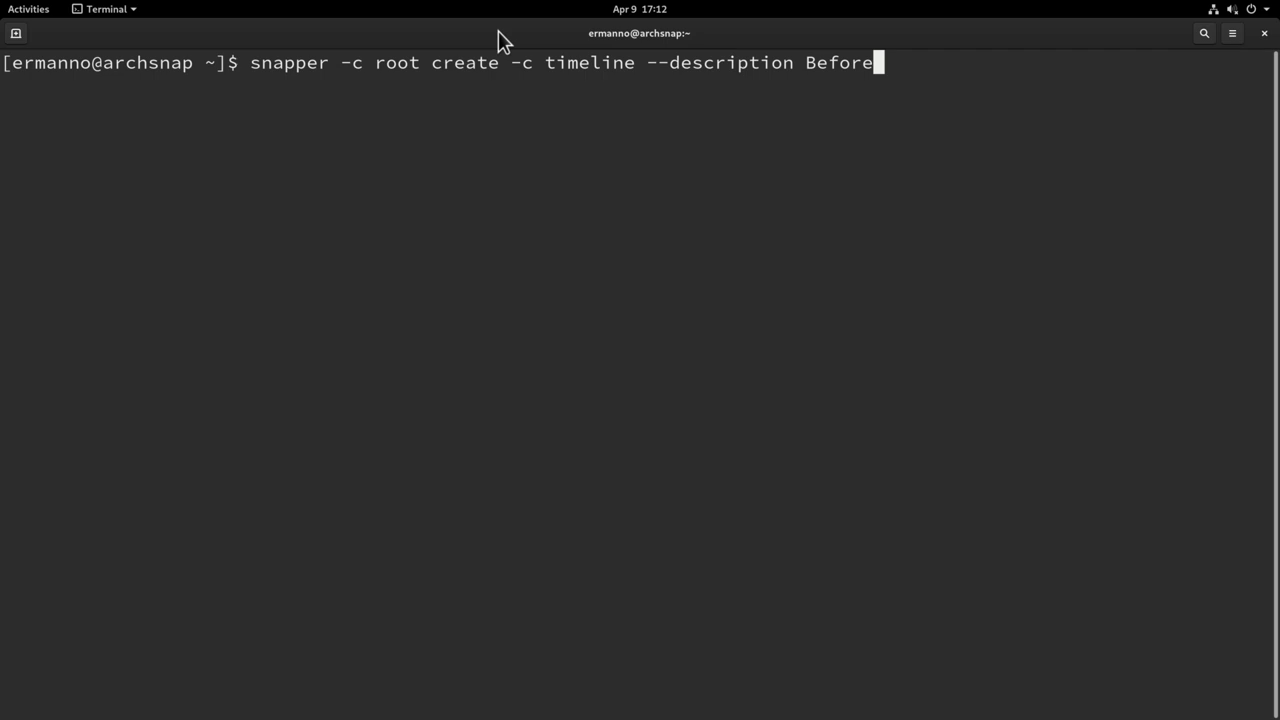 Activities
Terminal
Apr 9 17:12
ermanno@archsnap:~
[ermanno@archsnap ~]$ snapper -c root create -c timeline --description Before